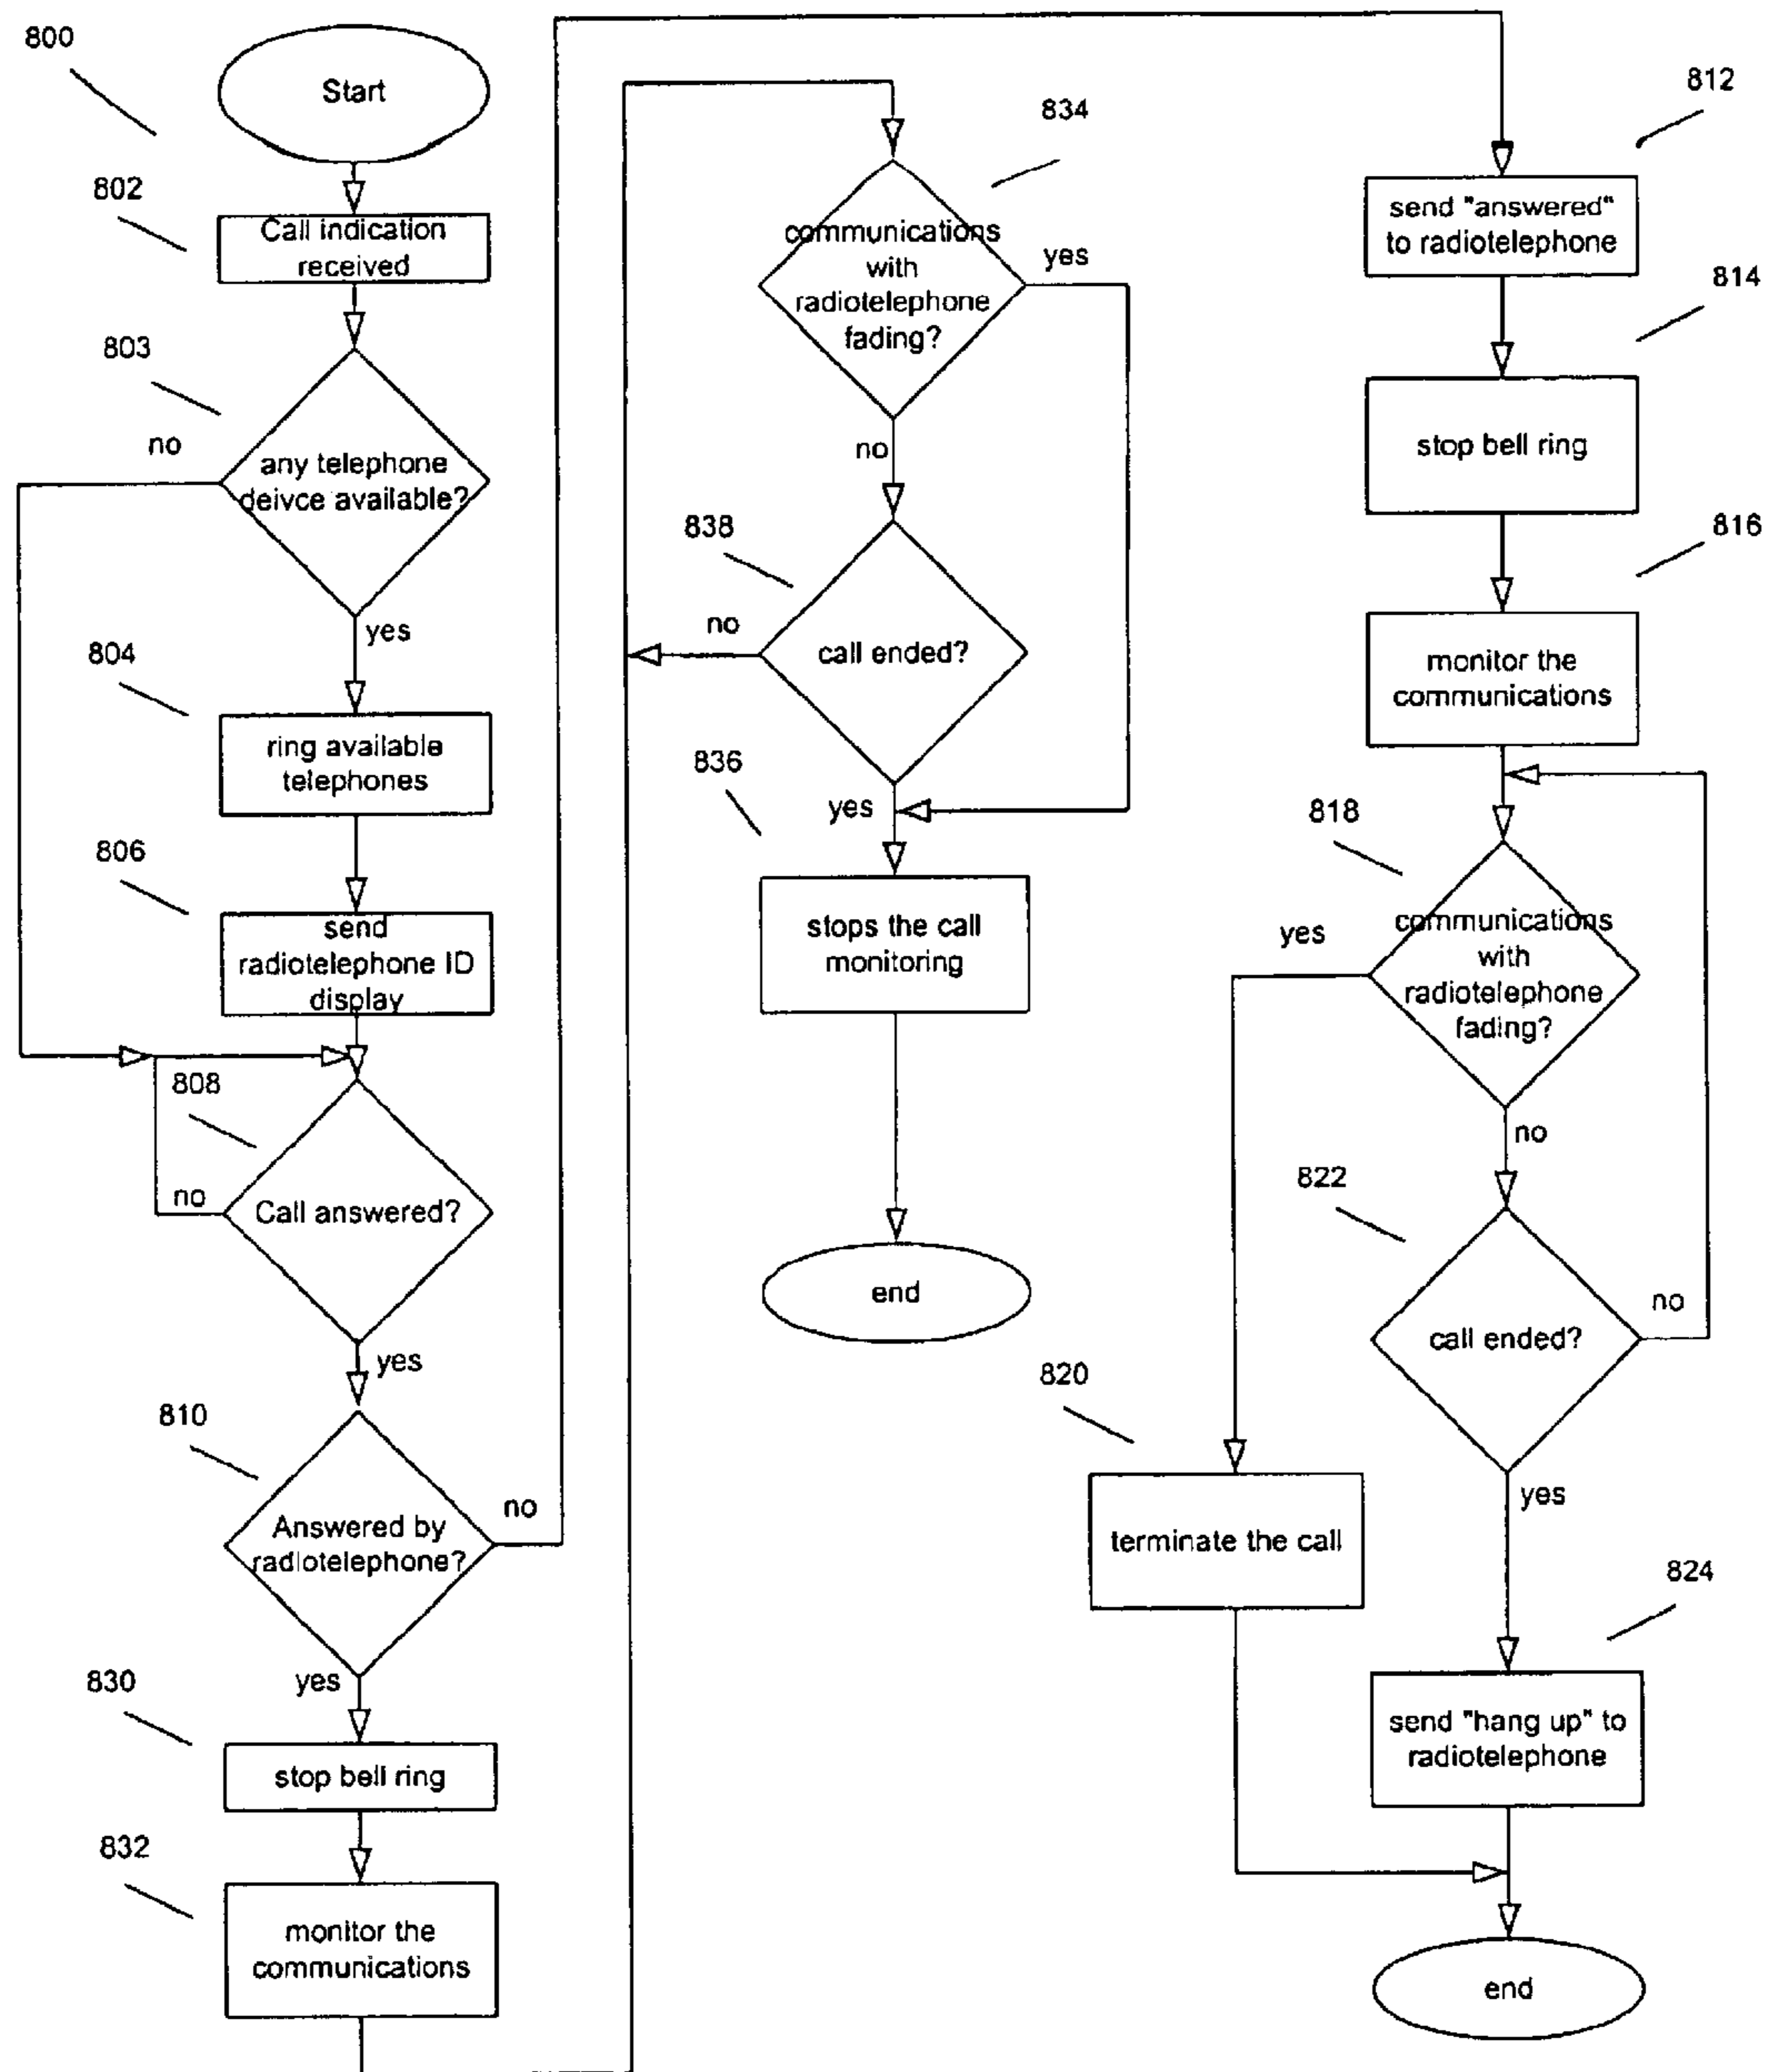 800
Start
802
Call indication
received
803
no
any telephone
deivce available?
yes
804
ring available
telephones
806
send
radiotelephone ID
display
808
no
Call answered?
yes
810
no
Answered by
radiotelephone?
yes
830
stop bell ring
832
monitor the
communications
834
communications
with
radiotelephone
fading?
yes
no
838
no
call ended?
836
yes
stops the call
monitoring
end
812
send "answered"
to radiotelephone
814
stop bell ring
816
monitor the
communications
818
yes
communications
with
radiotelephone
fading?
no
822
no
call ended?
820
yes
terminate the call
824
send "hang up" to
radiotelephone
end